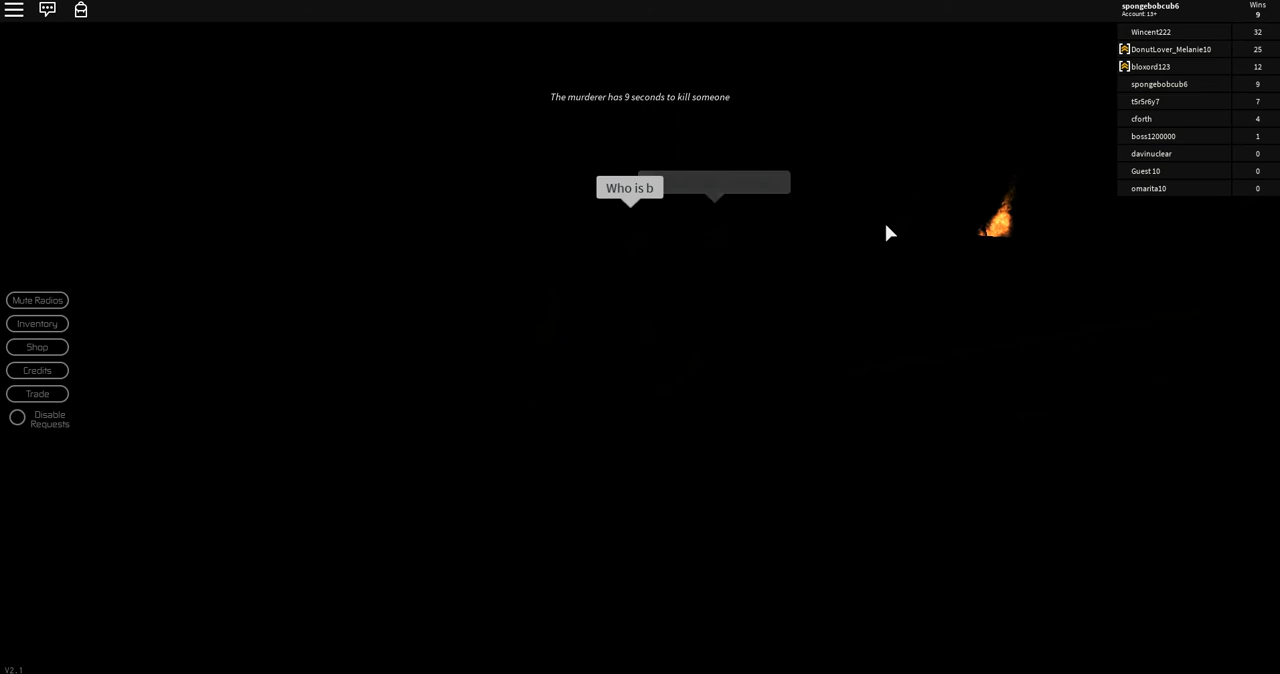 spongebobcub6
Account: 13+
Wins
9
Wincent222 32
DonutLover_Melanie10 25
bloxord123 12
spongebobcub6 9
t5r5r6y7 7
cforth 4
boss1200000 1
davinuclear 0
Guest 10 0
omarita10 0
The murderer has 9 seconds to kill someone
Who is b
Mute Radios
Inventory
Shop
Credits
Trade
Disable
Requests
V2.1